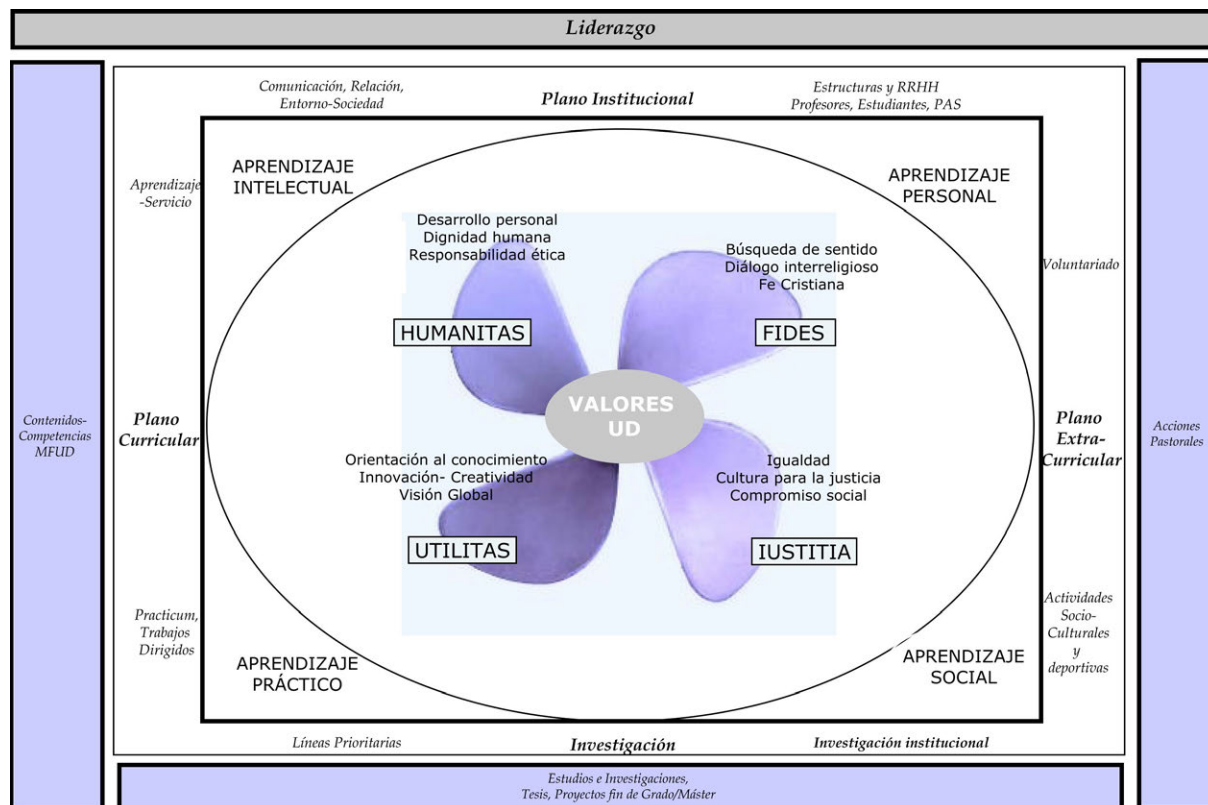 Liderazgo
Comunicación, Relación,
Entorno-Sociedad
Plano Institucional
Estructuras y RRHH
Profesores, Estudiantes, PAS
APRENDIZAJE
INTELECTUAL
APRENDIZAJE
PERSONAL
Aprendizaje
-Servicio
Desarrollo personal
Dignidad humana
Responsabilidad ética
Búsqueda de sentido
Diálogo interreligioso
Fe Cristiana
Voluntariado
HUMANITAS
FIDES
VALORES
UD
Contenidos-
Competencias
MFUD
Plano
Curricular
Plano
Extra-
Curricular
Acciones
Pastorales
Orientación al conocimiento
Innovación- Creatividad
Visión Global
Igualdad
Cultura para la justicia
Compromiso social
UTILITAS
IUSTITIA
Practicum,
Trabajos
Dirigidos
Actividades
Socio-
Culturales
y
deportivas
APRENDIZAJE
PRÁCTICO
APRENDIZAJE
SOCIAL
Líneas Prioritarias
Investigación
Investigación institucional
Estudios e Investigaciones,
Tesis, Proyectos fin de Grado/Máster